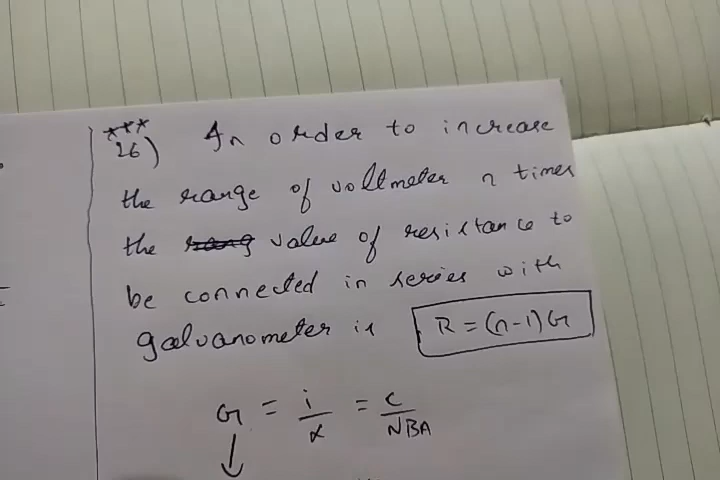 ***
26) In order to increase
the range of voltmeter n times
the value of resistance to
be connected in series with
galvanometer is R = (n-1)G
G = i/α = C/NBA